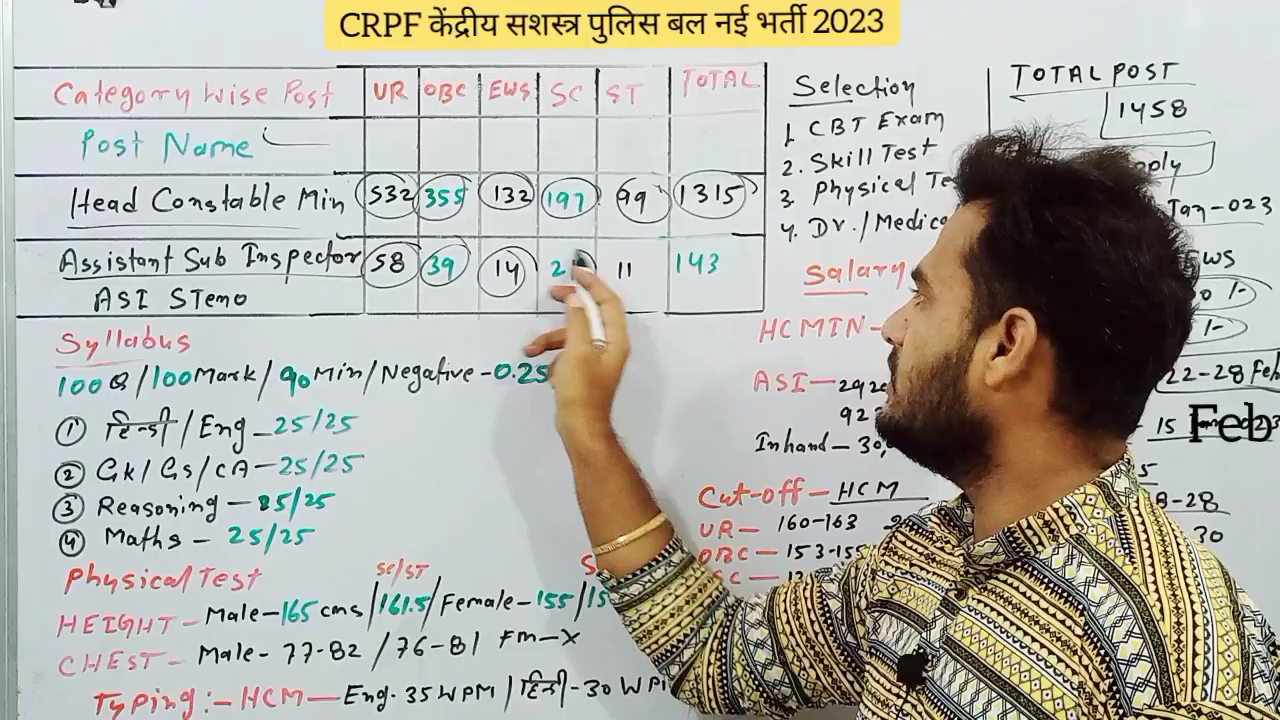 CRPF केंद्रीय सशस्त्र पुलिस बल नई भर्ती 2023
Category Wise Post UR OBC EWS SC ST TOTAL
Post Name
Head Constable Min 532 355 132 197 99 1315
Assistant Sub Inspector 58 39 14 11 143
ASI STeno
Syllabus
100Q/100Mark/90Min/Negative-0.25
① हिन्दी/Eng-25/25
② GK/GS/CA-25/25
③ Reasoning-25/25
④ Maths-25/25
Physical Test
SC/ST
HEIGHT-Male-165cms/161.5/Female-155/
CHEST-Male-77-82/76-81 Fm-X
Typing:-HCM-Eng.35WPM/हिन्दी-30
Selection
1. CBT Exam
2. Skill Test
3. Physical
4. Dr./
Salary
HCMIN-
ASI-
Inhand-
Cut-off-HCM
UR-160-163
OBC-153-155
TOTAL POST
1458
22-28 Feb
Feb